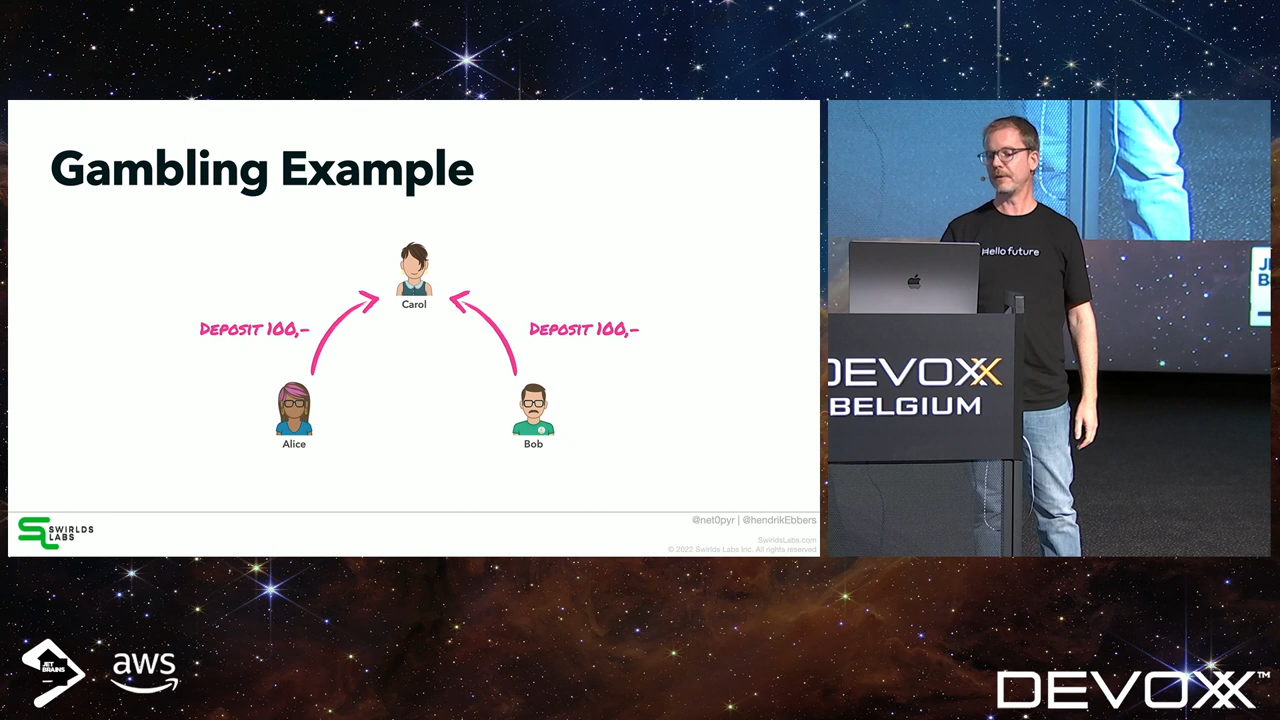 Gambling Example
Carol
Deposit 100,-
Deposit 100,-
Alice
Bob
SWIRLDS
LABS
@net0pyr | @hendrikEbbers
SwirldsLabs.com
© 2022 Swirlds Labs Inc. All rights reserved
Hello future
DEVOXX
BELGIUM
JET
BRAINS
aws
DEVOXX™